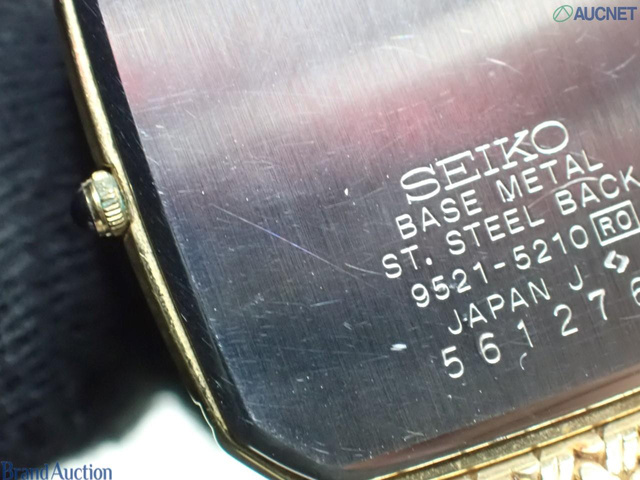 AUCNET
SEIKO
BASE METAL
ST. STEEL BACK
9521-5210 RO
JAPAN J
561276
Brand Auction